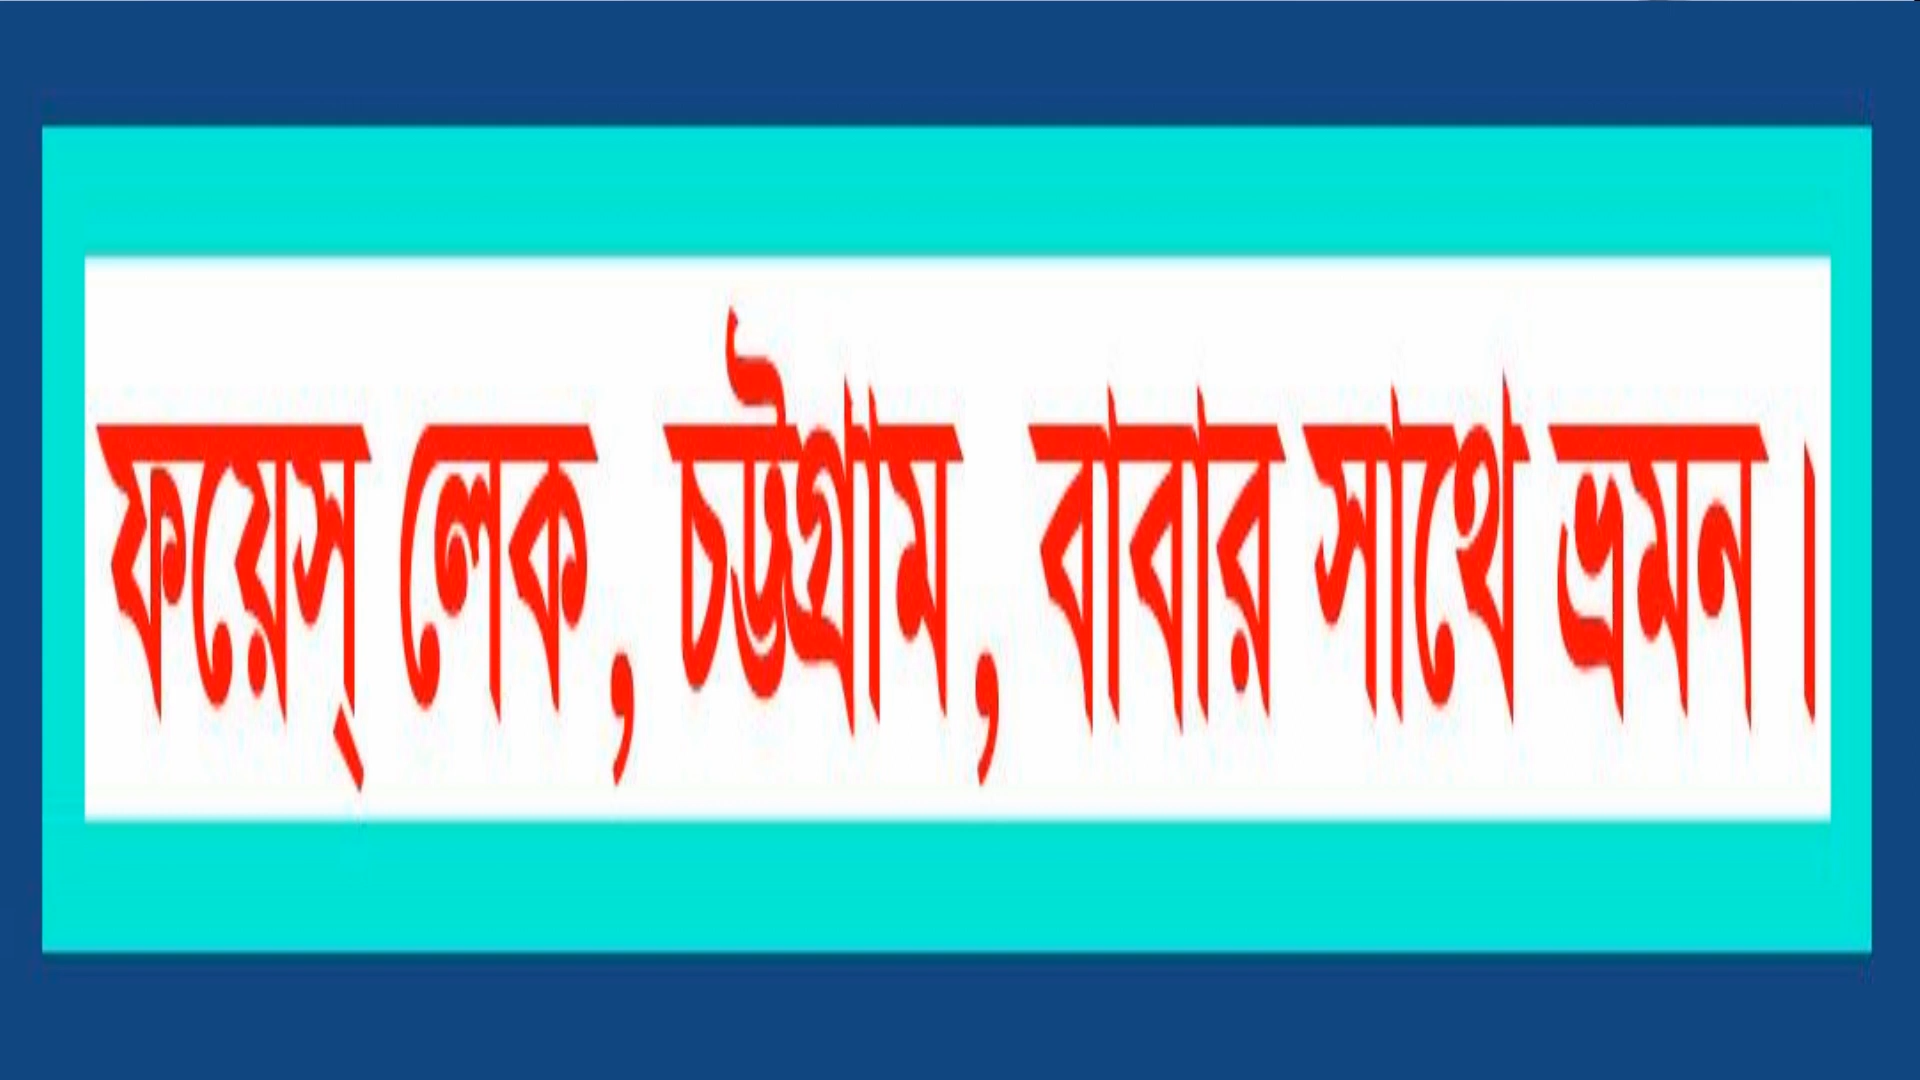 ফয়েস্ লেক, চট্টগ্রাম, বাবার সাথে ভ্রমন ।